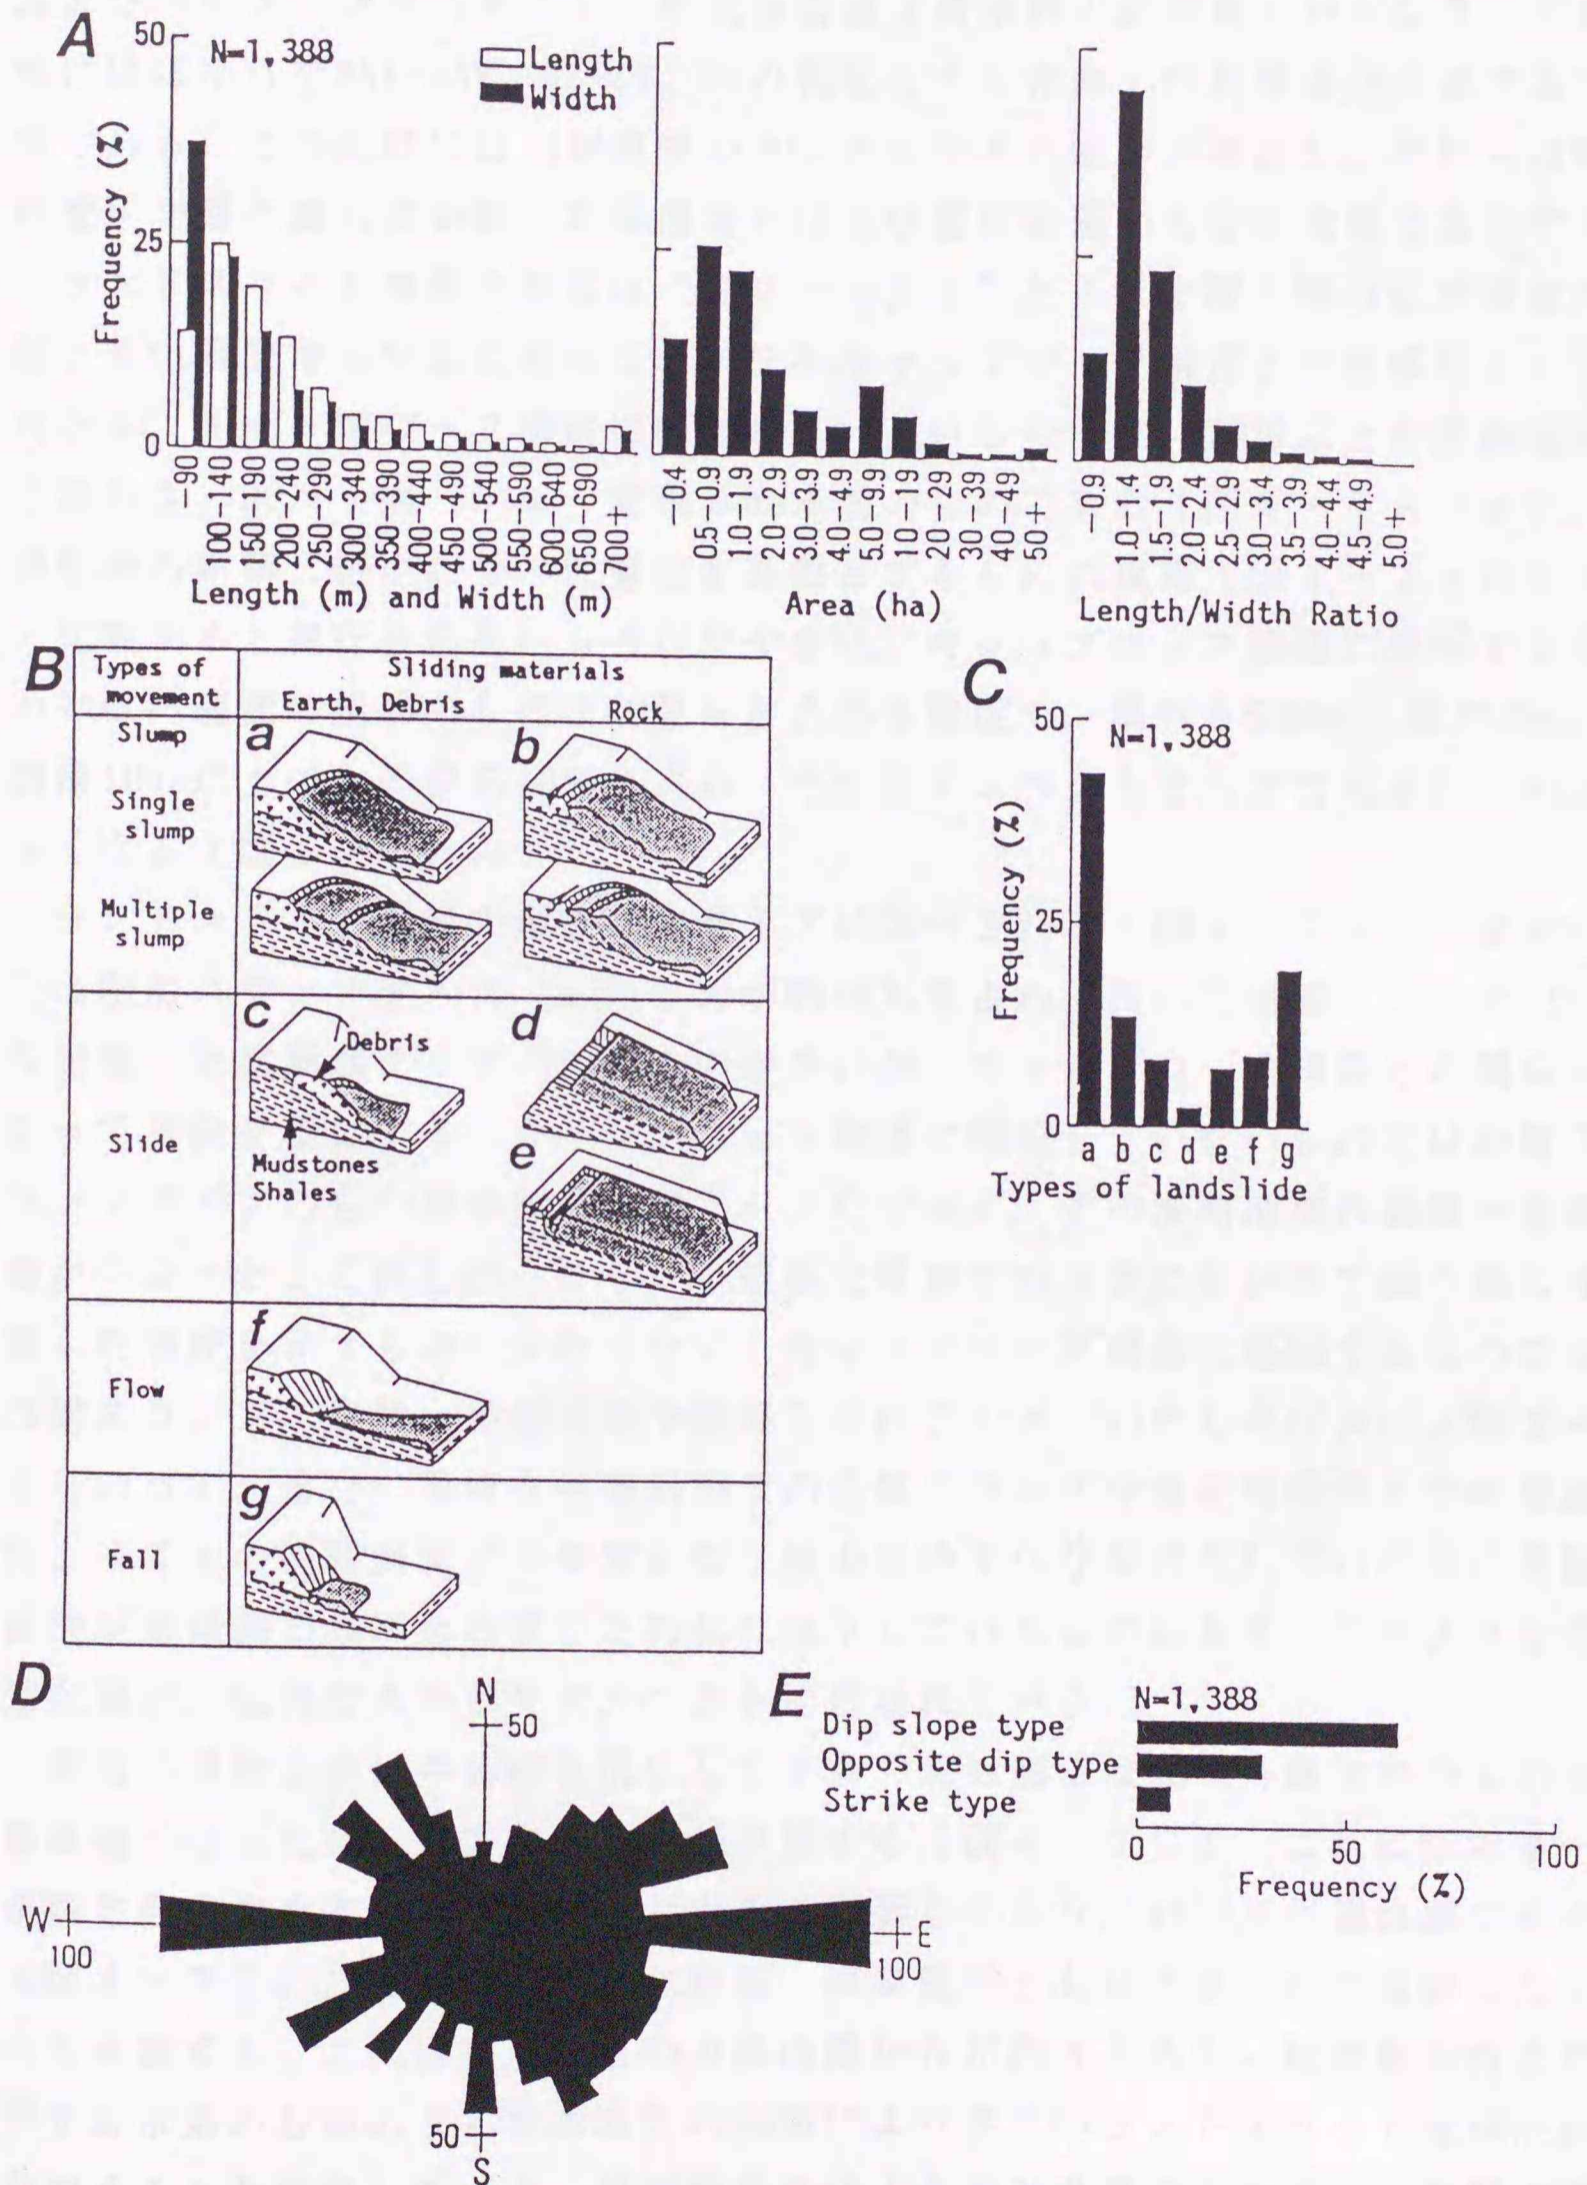 A
50
N=1,388
Length
Width
Frequency (%)
25
0
-90
100-140
150-190
200-240
250-290
300-340
350-390
400-440
450-490
500-540
550-590
600-640
650-690
700+
Length (m) and Width (m)
-0.4
0.5-0.9
1.0-1.9
2.0-2.9
3.0-3.9
4.0-4.9
5.0-9.9
10-19
20-29
30-39
40-49
50+
Area (ha)
-0.9
1.0-1.4
1.5-1.9
2.0-2.4
2.5-2.9
3.0-3.4
3.5-3.9
4.0-4.4
4.5-4.9
5.0+
Length/Width Ratio
B
Types of
movement
Sliding materials
Earth, Debris
Rock
Slump
Single
slump
a
b
Multiple
slump
Slide
c
Debris
Mudstones
Shales
d
e
Flow
f
Fall
g
C
50
N=1,388
Frequency (%)
25
0
a b c d e f g
Types of landslide
D
N
50
W
100
E
100
50
S
E
N=1,388
Dip slope type
Opposite dip type
Strike type
0 50 100
Frequency (%)